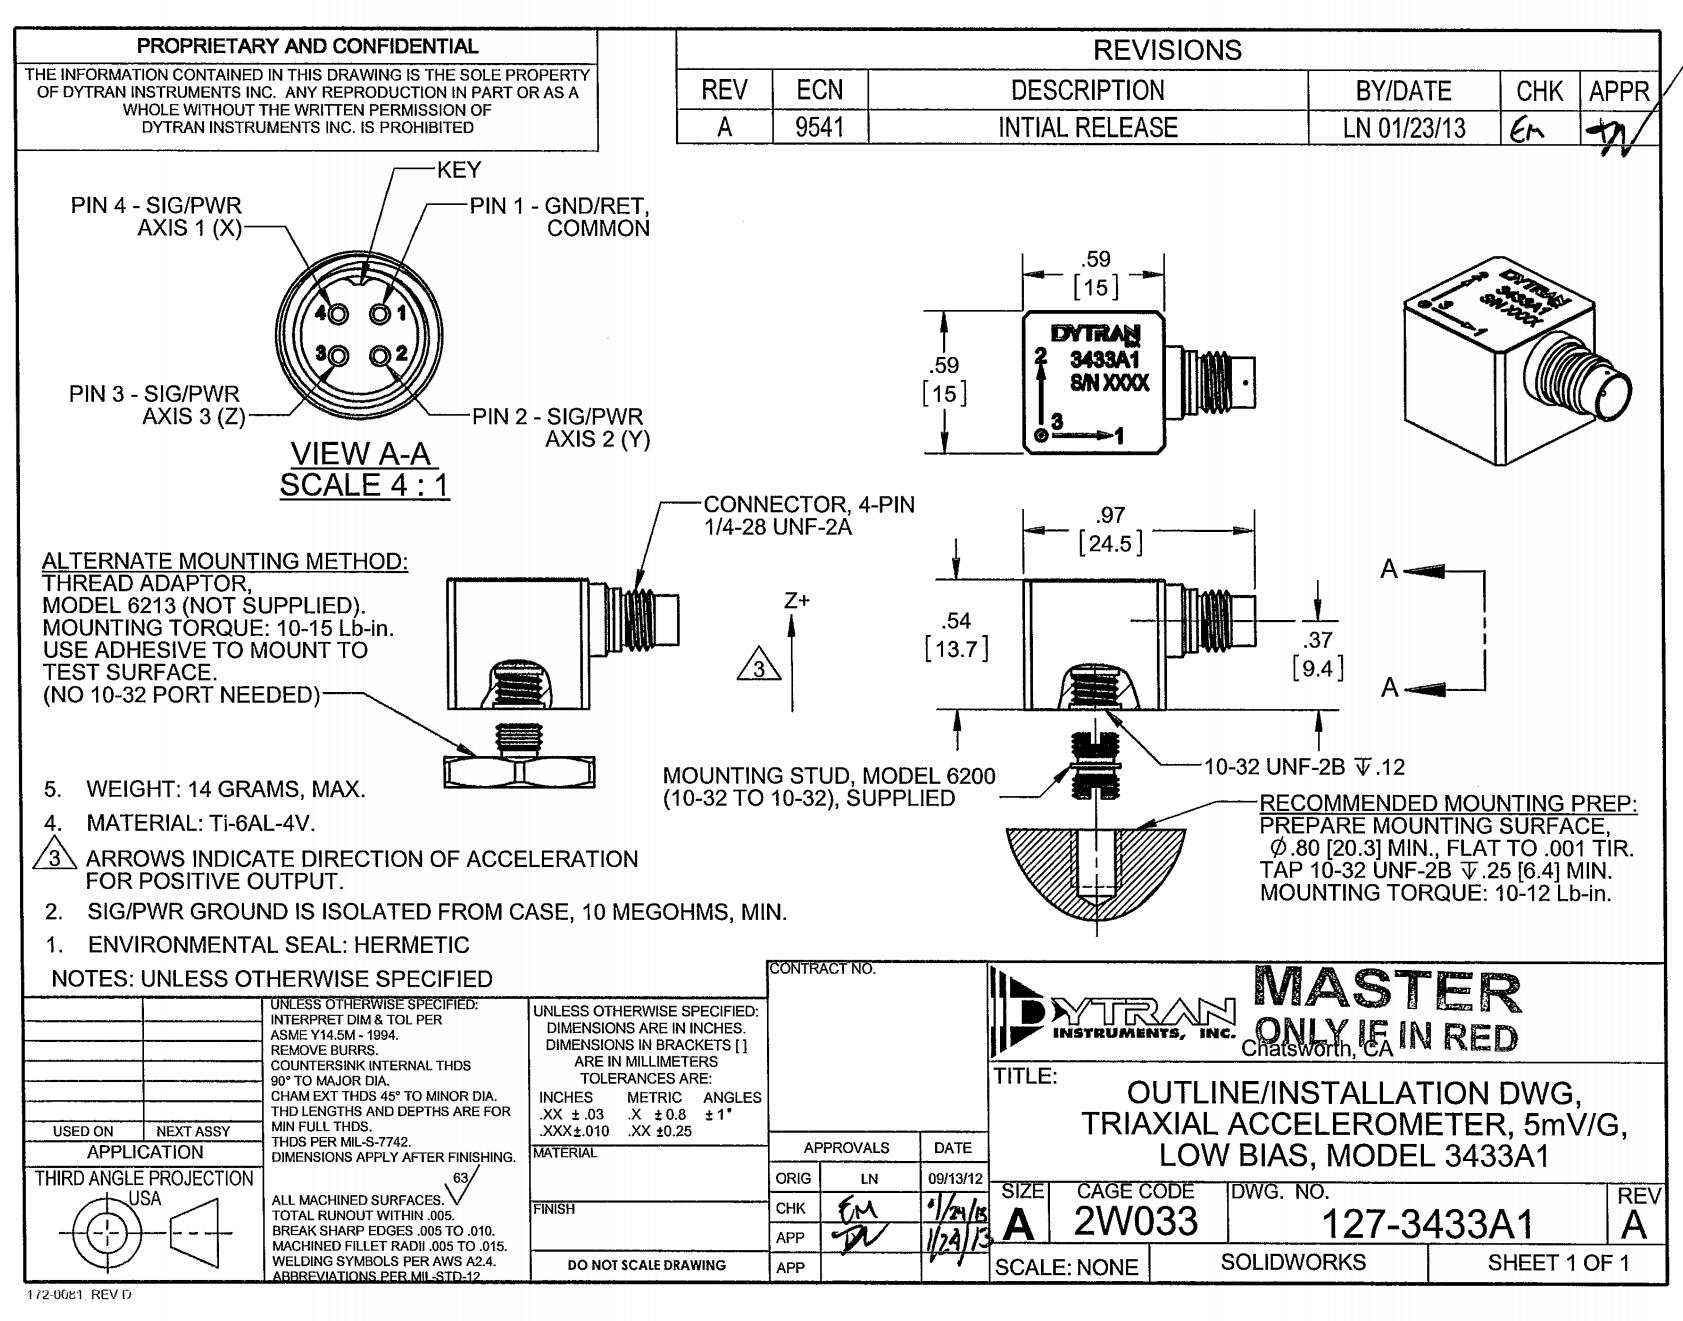 PROPRIETARY AND CONFIDENTIAL
THE INFORMATION CONTAINED IN THIS DRAWING IS THE SOLE PROPERTY
OF DYTRAN INSTRUMENTS INC. ANY REPRODUCTION IN PART OR AS A
WHOLE WITHOUT THE WRITTEN PERMISSION OF
DYTRAN INSTRUMENTS INC. IS PROHIBITED
REVISIONS
REV ECN DESCRIPTION BY/DATE CHK APPR
A 9541 INTIAL RELEASE LN 01/23/13 EM
KEY
PIN 4 - SIG/PWR
AXIS 1 (X)
PIN 1 - GND/RET,
COMMON
4 1
3 2
PIN 3 - SIG/PWR
AXIS 3 (Z)
PIN 2 - SIG/PWR
AXIS 2 (Y)
VIEW A-A
SCALE 4 : 1
.59
[15]
.59
[15]
DYTRAN
3433A1
S/N XXXX
2
3
1
DYTRAN
3433A1
S/N XXXX
2
3
1
CONNECTOR, 4-PIN
1/4-28 UNF-2A
ALTERNATE MOUNTING METHOD:
THREAD ADAPTOR,
MODEL 6213 (NOT SUPPLIED).
MOUNTING TORQUE: 10-15 Lb-in.
USE ADHESIVE TO MOUNT TO
TEST SURFACE.
(NO 10-32 PORT NEEDED)
Z+
3
.97
[24.5]
.54
[13.7]
.37
[9.4]
A
A
10-32 UNF-2B ↧.12
MOUNTING STUD, MODEL 6200
(10-32 TO 10-32), SUPPLIED
RECOMMENDED MOUNTING PREP:
PREPARE MOUNTING SURFACE,
∅.80 [20.3] MIN., FLAT TO .001 TIR.
TAP 10-32 UNF-2B ↧.25 [6.4] MIN.
MOUNTING TORQUE: 10-12 Lb-in.
5. WEIGHT: 14 GRAMS, MAX.
4. MATERIAL: Ti-6AL-4V.
3 ARROWS INDICATE DIRECTION OF ACCELERATION
FOR POSITIVE OUTPUT.
2. SIG/PWR GROUND IS ISOLATED FROM CASE, 10 MEGOHMS, MIN.
1. ENVIRONMENTAL SEAL: HERMETIC
NOTES: UNLESS OTHERWISE SPECIFIED
USED ON NEXT ASSY
APPLICATION
THIRD ANGLE PROJECTION
USA
UNLESS OTHERWISE SPECIFIED:
INTERPRET DIM & TOL PER
ASME Y14.5M - 1994.
REMOVE BURRS.
COUNTERSINK INTERNAL THDS
90° TO MAJOR DIA.
CHAM EXT THDS 45° TO MINOR DIA.
THD LENGTHS AND DEPTHS ARE FOR
MIN FULL THDS.
THDS PER MIL-S-7742.
DIMENSIONS APPLY AFTER FINISHING.
63
ALL MACHINED SURFACES.
TOTAL RUNOUT WITHIN .005.
BREAK SHARP EDGES .005 TO .010.
MACHINED FILLET RADII .005 TO .015.
WELDING SYMBOLS PER AWS A2.4.
ABBREVIATIONS PER MIL-STD-12.
UNLESS OTHERWISE SPECIFIED:
DIMENSIONS ARE IN INCHES.
DIMENSIONS IN BRACKETS [ ]
ARE IN MILLIMETERS
TOLERANCES ARE:
INCHES METRIC ANGLES
.XX ± .03 .X ± 0.8 ± 1°
.XXX±.010 .XX ±0.25
MATERIAL
FINISH
DO NOT SCALE DRAWING
CONTRACT NO.
APPROVALS DATE
ORIG LN 09/13/12
CHK EM 1/24/13
APP 1/24/13
APP
DYTRAN
INSTRUMENTS, INC.
Chatsworth, CA
MASTER
ONLY IF IN RED
TITLE:
OUTLINE/INSTALLATION DWG,
TRIAXIAL ACCELEROMETER, 5mV/G,
LOW BIAS, MODEL 3433A1
SIZE CAGE CODE DWG. NO. REV
A 2W033 127-3433A1 A
SCALE: NONE SOLIDWORKS SHEET 1 OF 1
172-0081, REV D